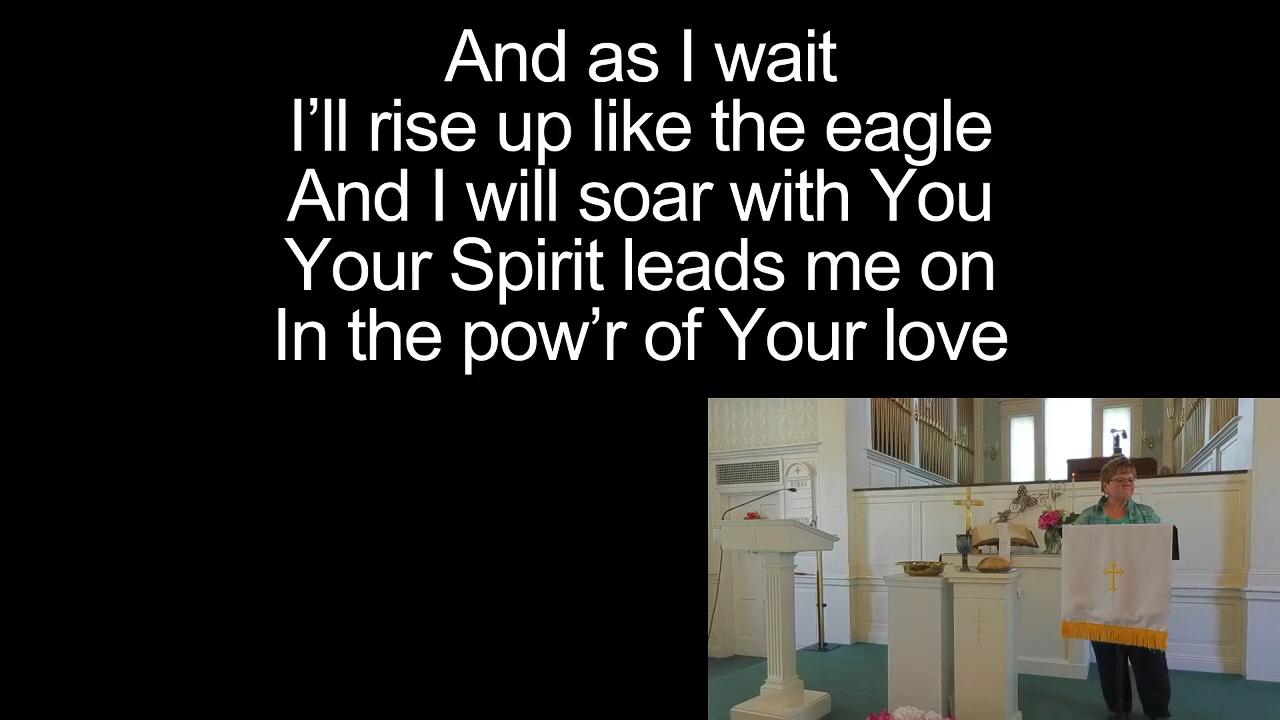 And as I wait
I’ll rise up like the eagle
And I will soar with You
Your Spirit leads me on
In the pow’r of Your love